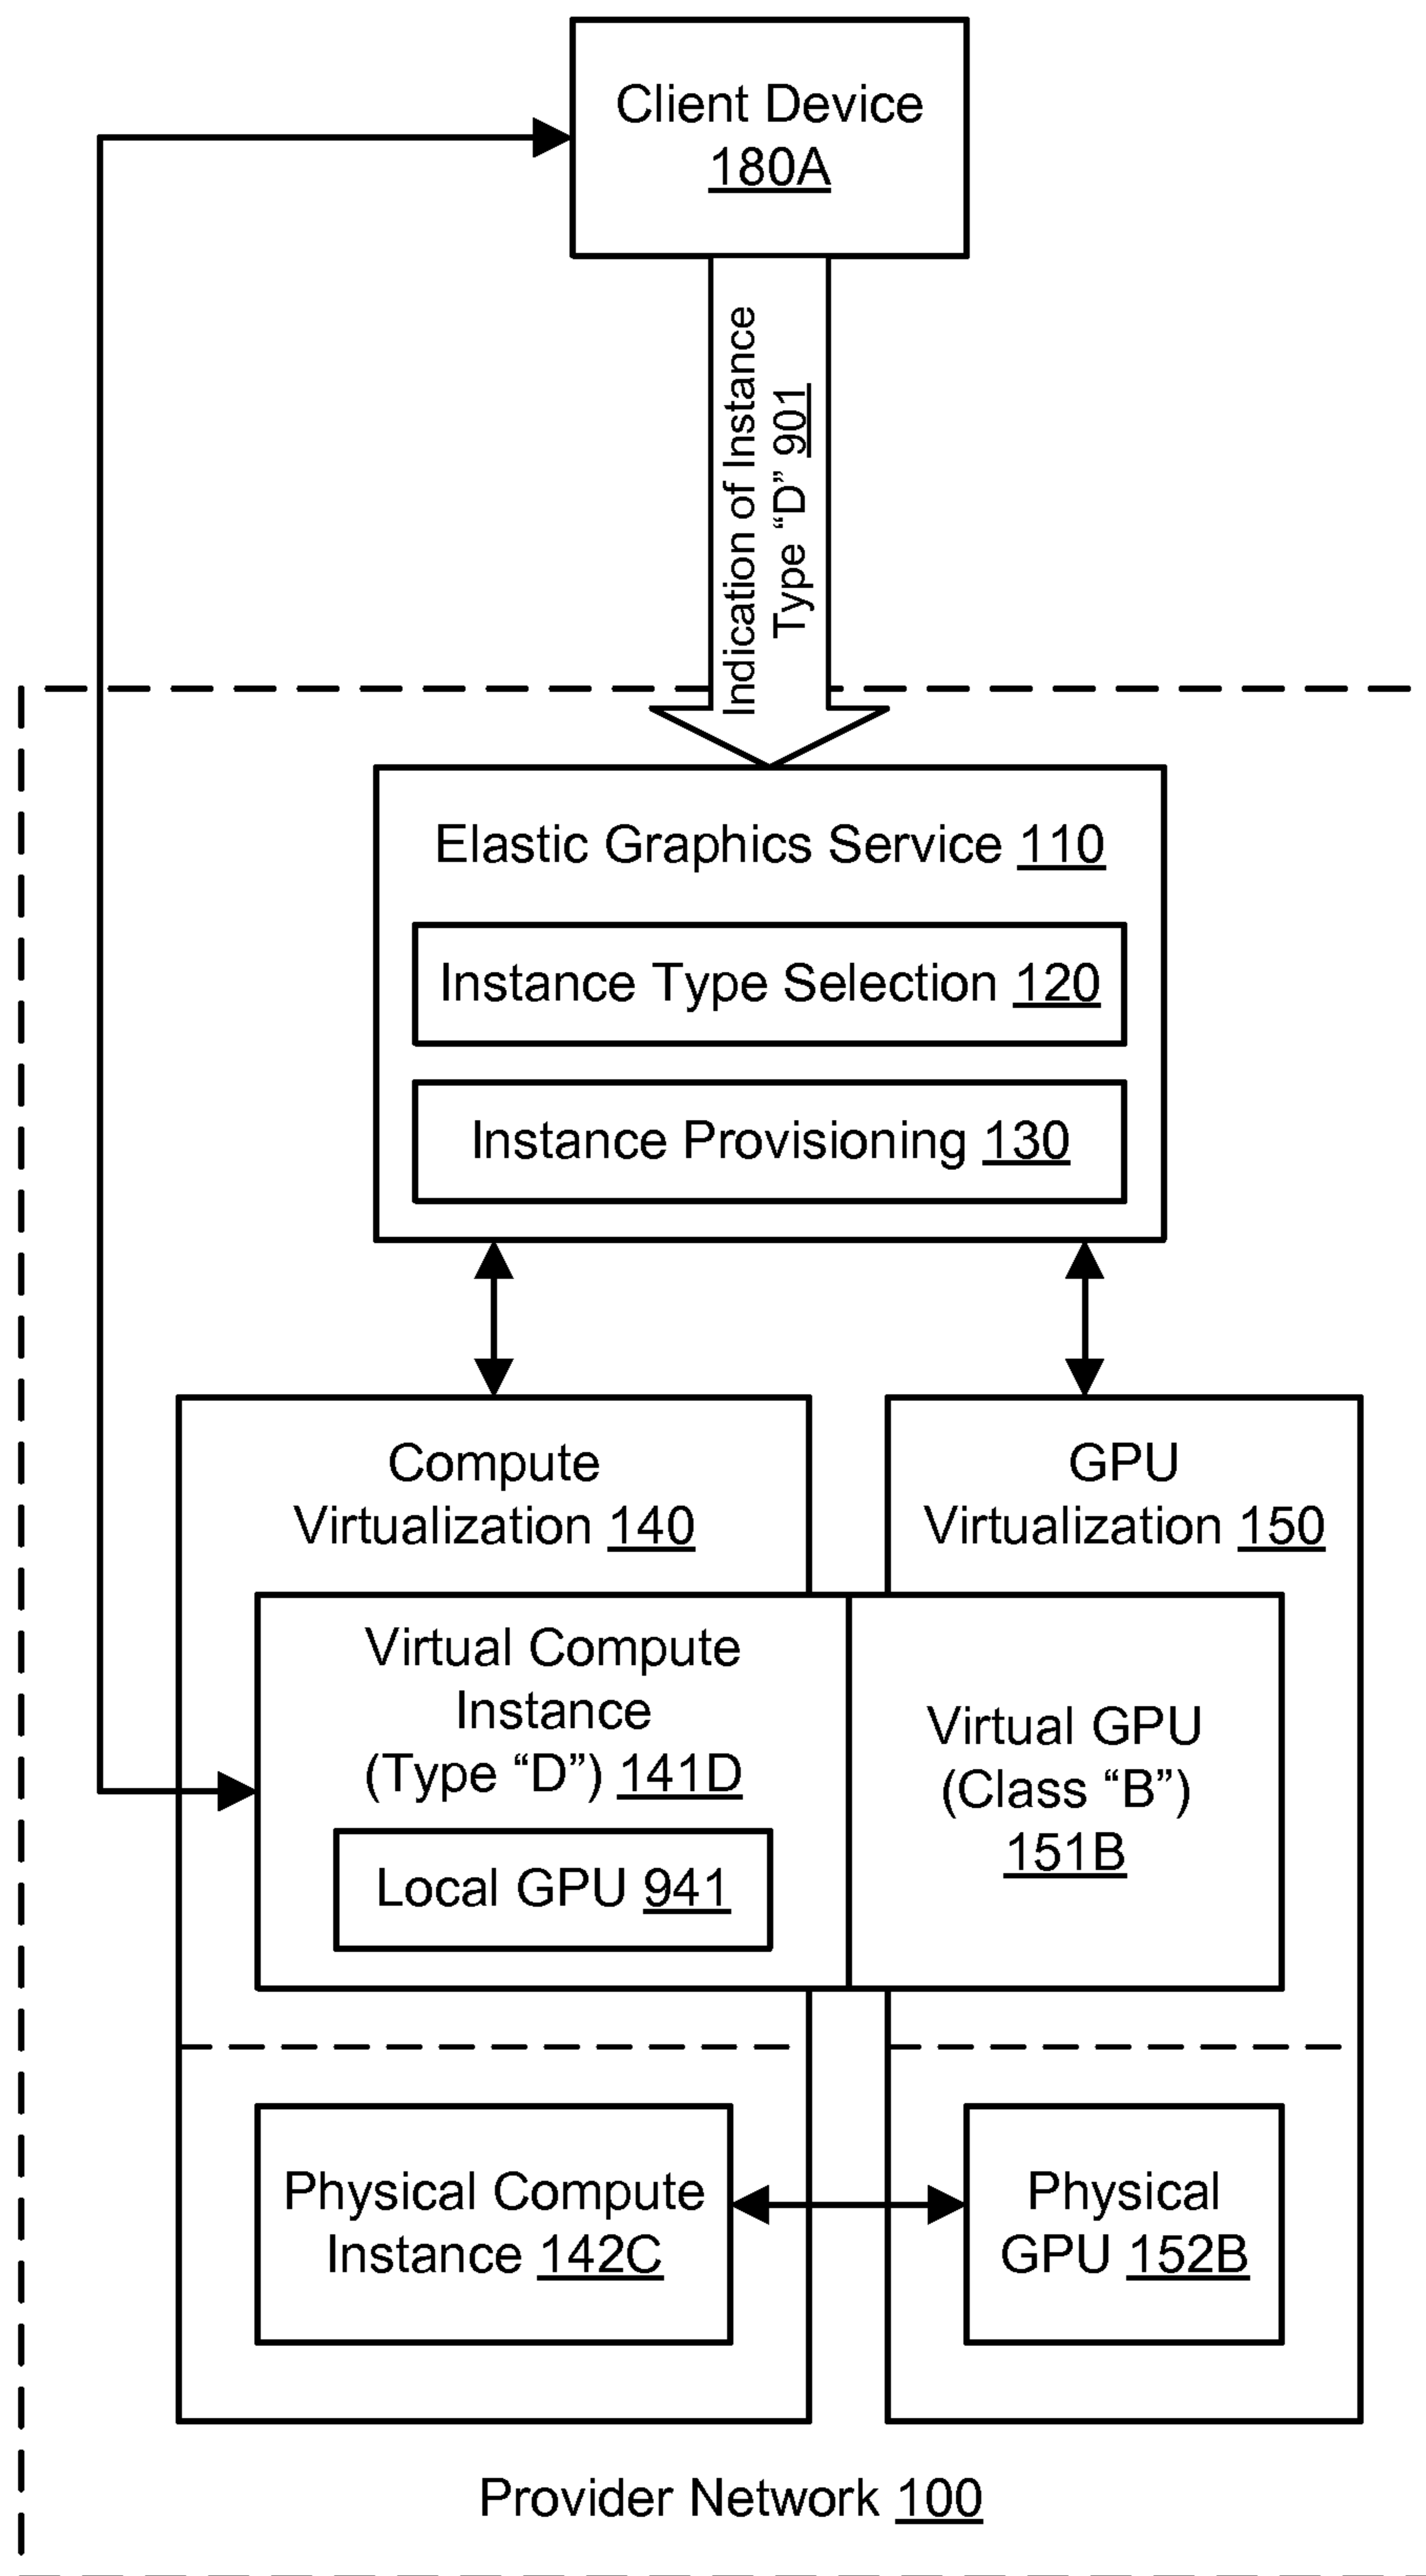 Client Device
180A
Indication of Instance
Type “D” 901
Elastic Graphics Service 110
Instance Type Selection 120
Instance Provisioning 130
Compute
Virtualization 140
GPU
Virtualization 150
Virtual Compute
Instance
(Type “D”) 141D
Local GPU 941
Virtual GPU
(Class “B”)
151B
Physical Compute
Instance 142C
Physical
GPU 152B
Provider Network 100